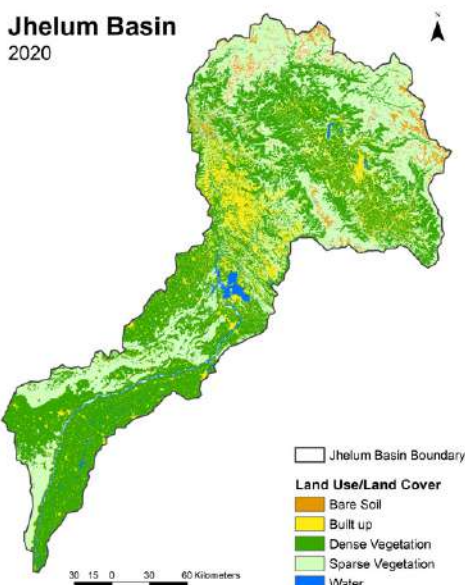 Jhelum Basin
2020
N
Jhelum Basin Boundary
Land Use/Land Cover
Bare Soil
Built up
Dense Vegetation
Sparse Vegetation
Water
30 15 0 30 60 Kilometers